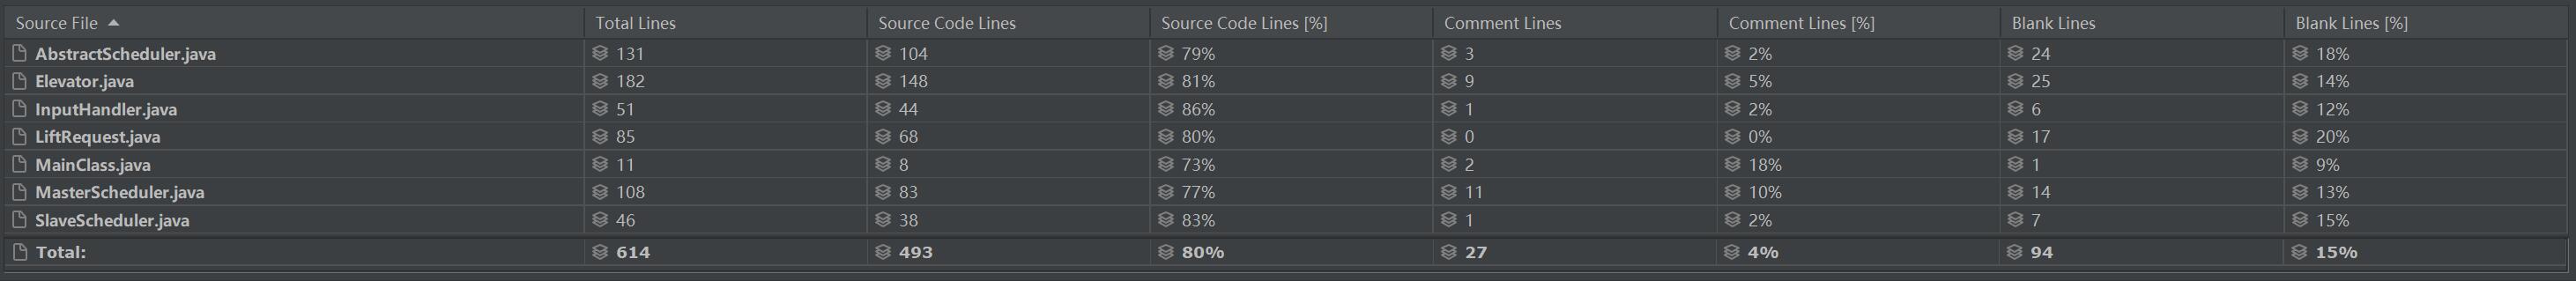 Source File Total Lines Source Code Lines Source Code Lines [%] Comment Lines Comment Lines [%] Blank Lines Blank Lines [%]
AbstractScheduler.java 131 104 79% 3 2% 24 18%
Elevator.java 182 148 81% 9 5% 25 14%
InputHandler.java 51 44 86% 1 2% 6 12%
LiftRequest.java 85 68 80% 0 0% 17 20%
MainClass.java 11 8 73% 2 18% 1 9%
MasterScheduler.java 108 83 77% 11 10% 14 13%
SlaveScheduler.java 46 38 83% 1 2% 7 15%
Total: 614 493 80% 27 4% 94 15%